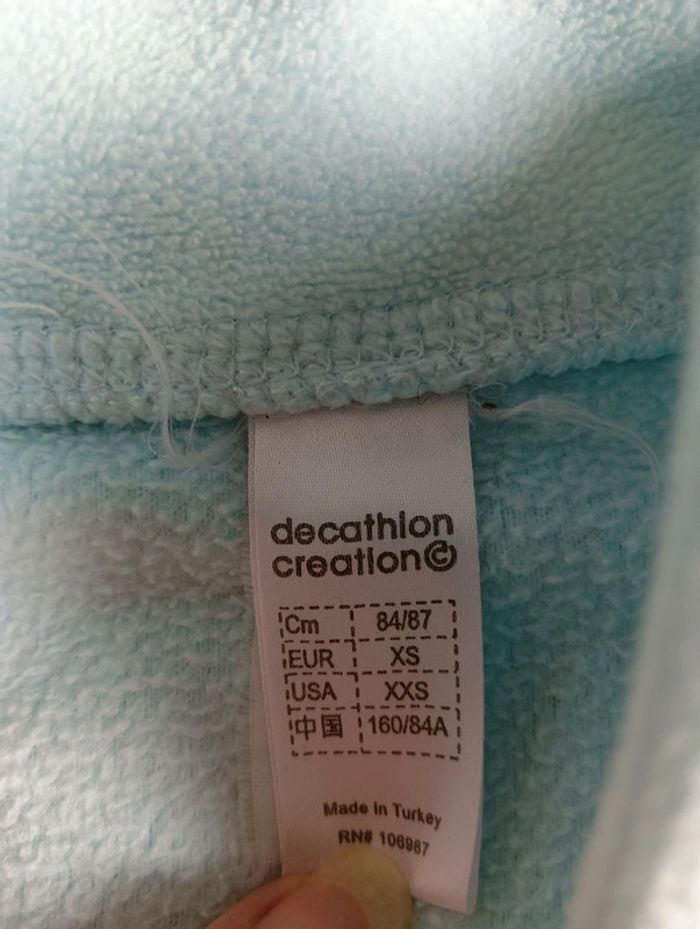 decathlon
creation©
Cm 84/87
EUR XS
USA XXS
中国 160/84A
Made in Turkey
RN# 106987